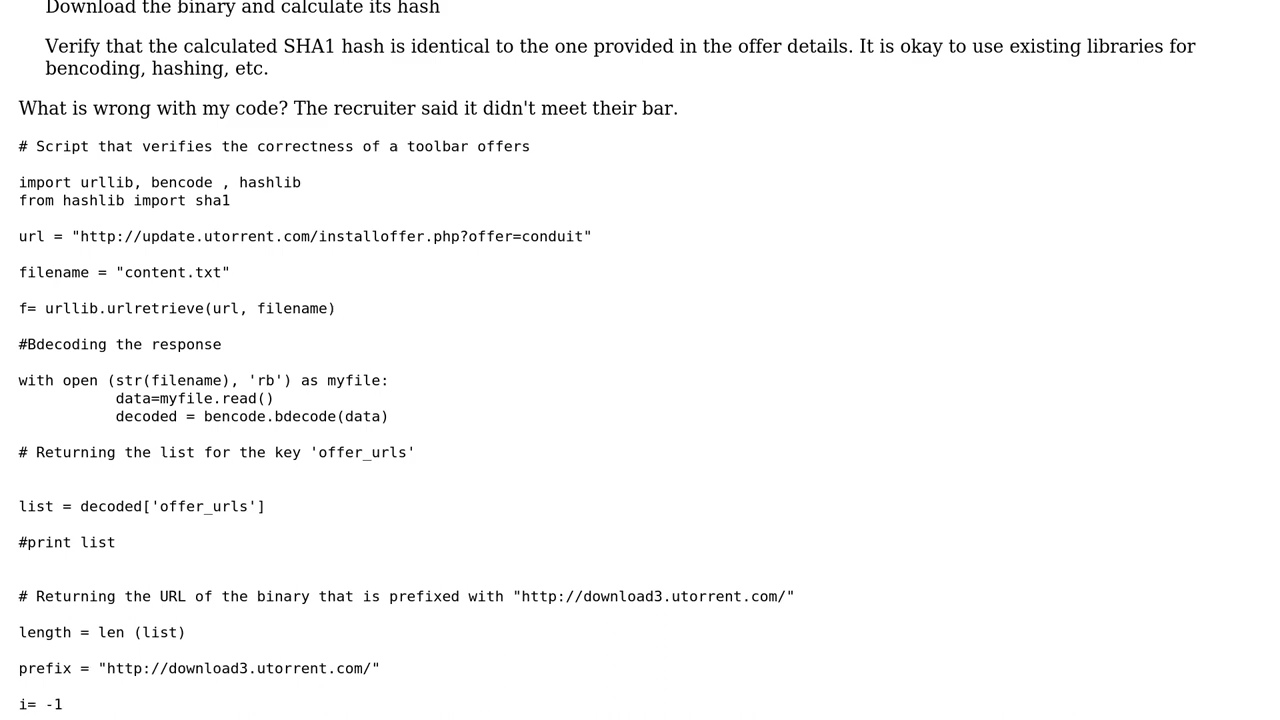 Download the binary and calculate its hash
Verify that the calculated SHA1 hash is identical to the one provided in the offer details. It is okay to use existing libraries for
bencoding, hashing, etc.
What is wrong with my code? The recruiter said it didn't meet their bar.
# Script that verifies the correctness of a toolbar offers
import urllib, bencode , hashlib
from hashlib import sha1
url = "http://update.utorrent.com/installoffer.php?offer=conduit"
filename = "content.txt"
f= urllib.urlretrieve(url, filename)
#Bdecoding the response
with open (str(filename), 'rb') as myfile:
           data=myfile.read()
           decoded = bencode.bdecode(data)
# Returning the list for the key 'offer_urls'
list = decoded['offer_urls']
#print list
# Returning the URL of the binary that is prefixed with "http://download3.utorrent.com/"
length = len (list)
prefix = "http://download3.utorrent.com/"
i= -1